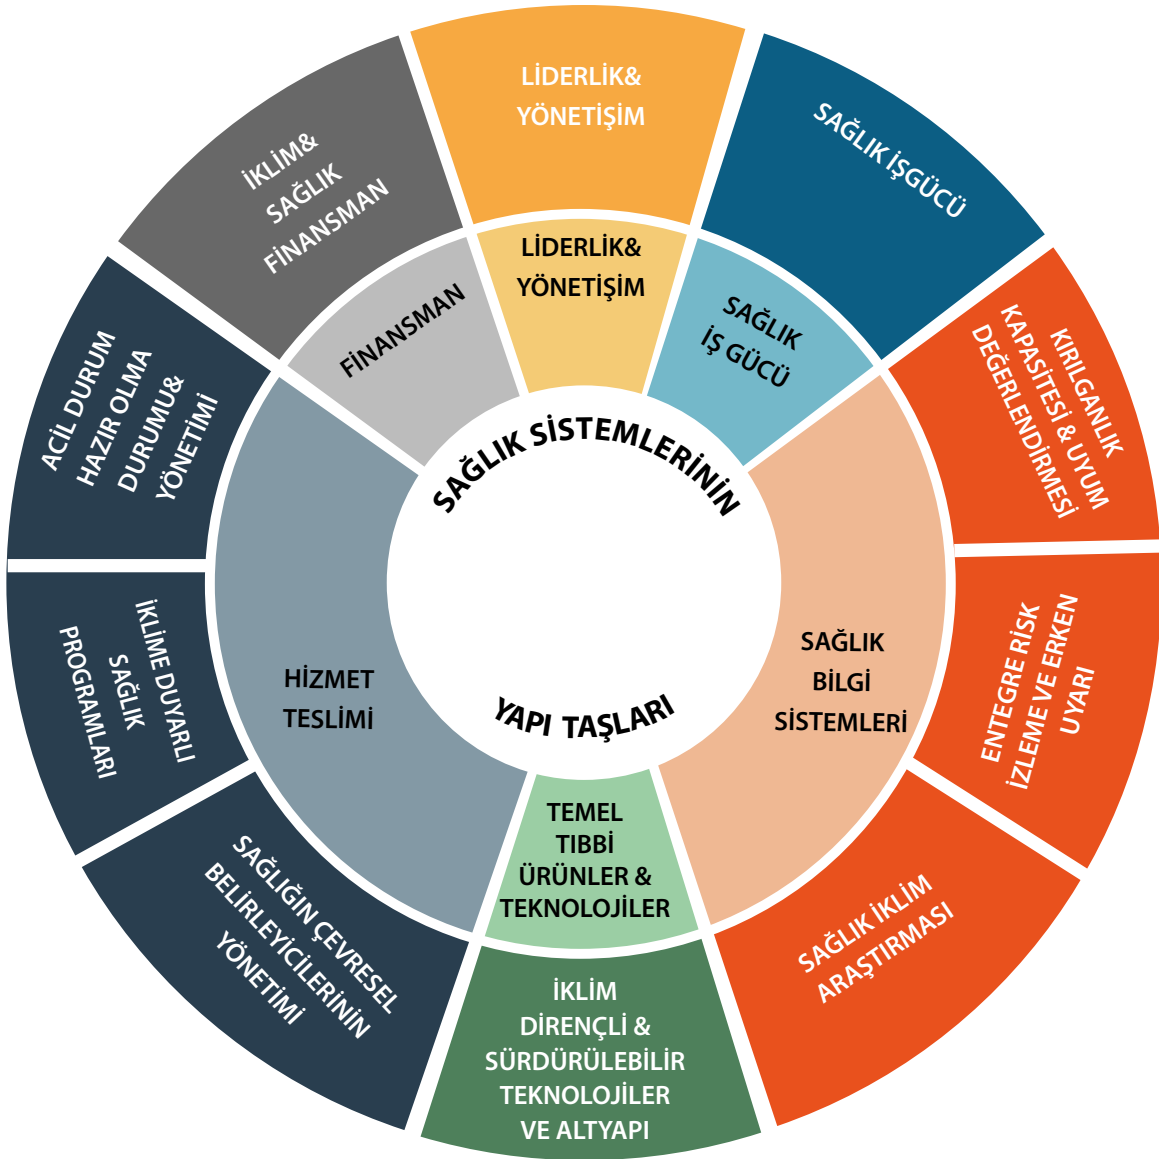 LİDERLİK&
YÖNETİŞİM
SAĞLIK İŞGÜCÜ
KIRILGANLIK
KAPASİTESİ & UYUM
DEĞERLENDİRMESİ
ENTEGRE RİSK
İZLEME VE ERKEN
UYARI
SAĞLIK İKLİM
ARAŞTIRMASI
İKLİM
DİRENÇLİ &
SÜRDÜRÜLEBİLİR
TEKNOLOJİLER
VE ALTYAPI
SAĞLIĞIN ÇEVRESEL
BELİRLEYİCİLERİNİN
YÖNETİMİ
İKLIME DUYARLI
SAĞLIK
PROGRAMLARI
ACİL DURUM
HAZIR OLMA
DURUMU&
YÖNETİMİ
İKLİM&
SAĞLIK
FİNANSMAN
LİDERLİK&
YÖNETİŞİM
SAĞLIK
İŞ GÜCÜ
SAĞLIK
BİLGİ
SİSTEMLERİ
TEMEL
TIBBİ
ÜRÜNLER &
TEKNOLOJİLER
HİZMET
TESLİMİ
FİNANSMAN
SAĞLIK SİSTEMLERİNİN
YAPI TAŞLARI